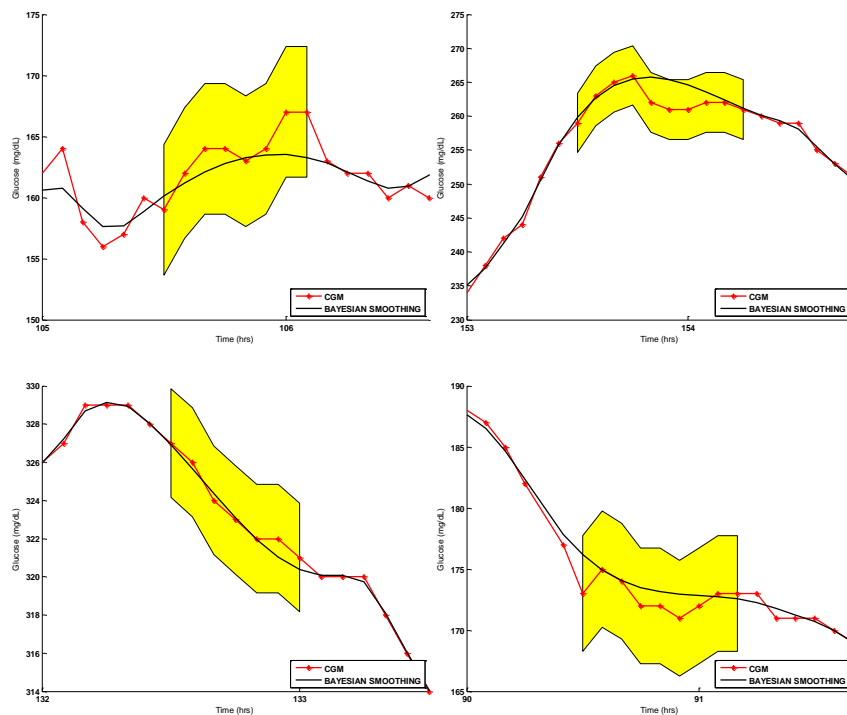 175
170
165
160
155
150
Glucose (mg/dL)
105
106
Time (hrs)
CGM
BAYESIAN SMOOTHING
275
270
265
260
255
250
245
240
235
230
Glucose (mg/dL)
153
154
Time (hrs)
CGM
BAYESIAN SMOOTHING
330
328
326
324
322
320
318
316
314
Glucose (mg/dL)
132
133
Time (hrs)
CGM
BAYESIAN SMOOTHING
190
185
180
175
170
165
Glucose (mg/dL)
90
91
Time (hrs)
CGM
BAYESIAN SMOOTHING